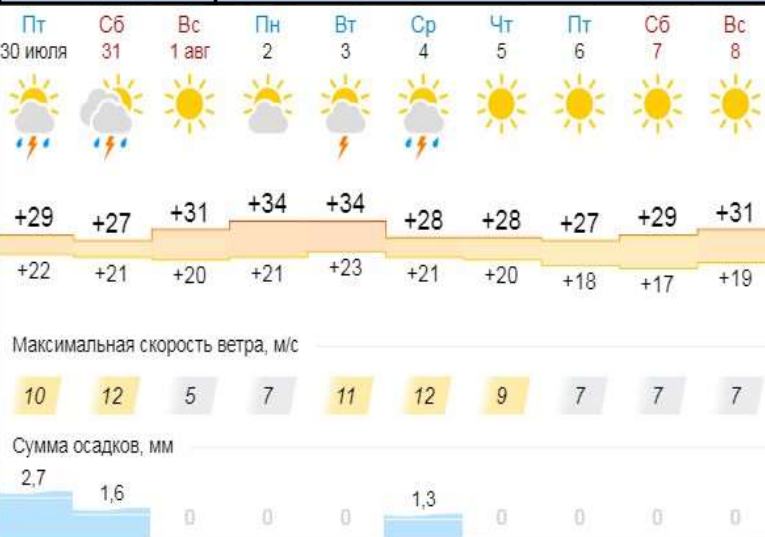 Пт Сб Вс Пн Вт Ср Чт Пт Сб Вс
30 июля 31 1 авг 2 3 4 5 6 7 8
+29 +27 +31 +34 +34 +28 +28 +27 +29 +31
+22 +21 +20 +21 +23 +21 +20 +18 +17 +19
Максимальная скорость ветра, м/с
10 12 5 7 11 12 9 7 7 7
Сумма осадков, мм
2,7 1,6 0 0 0 1,3 0 0 0 0